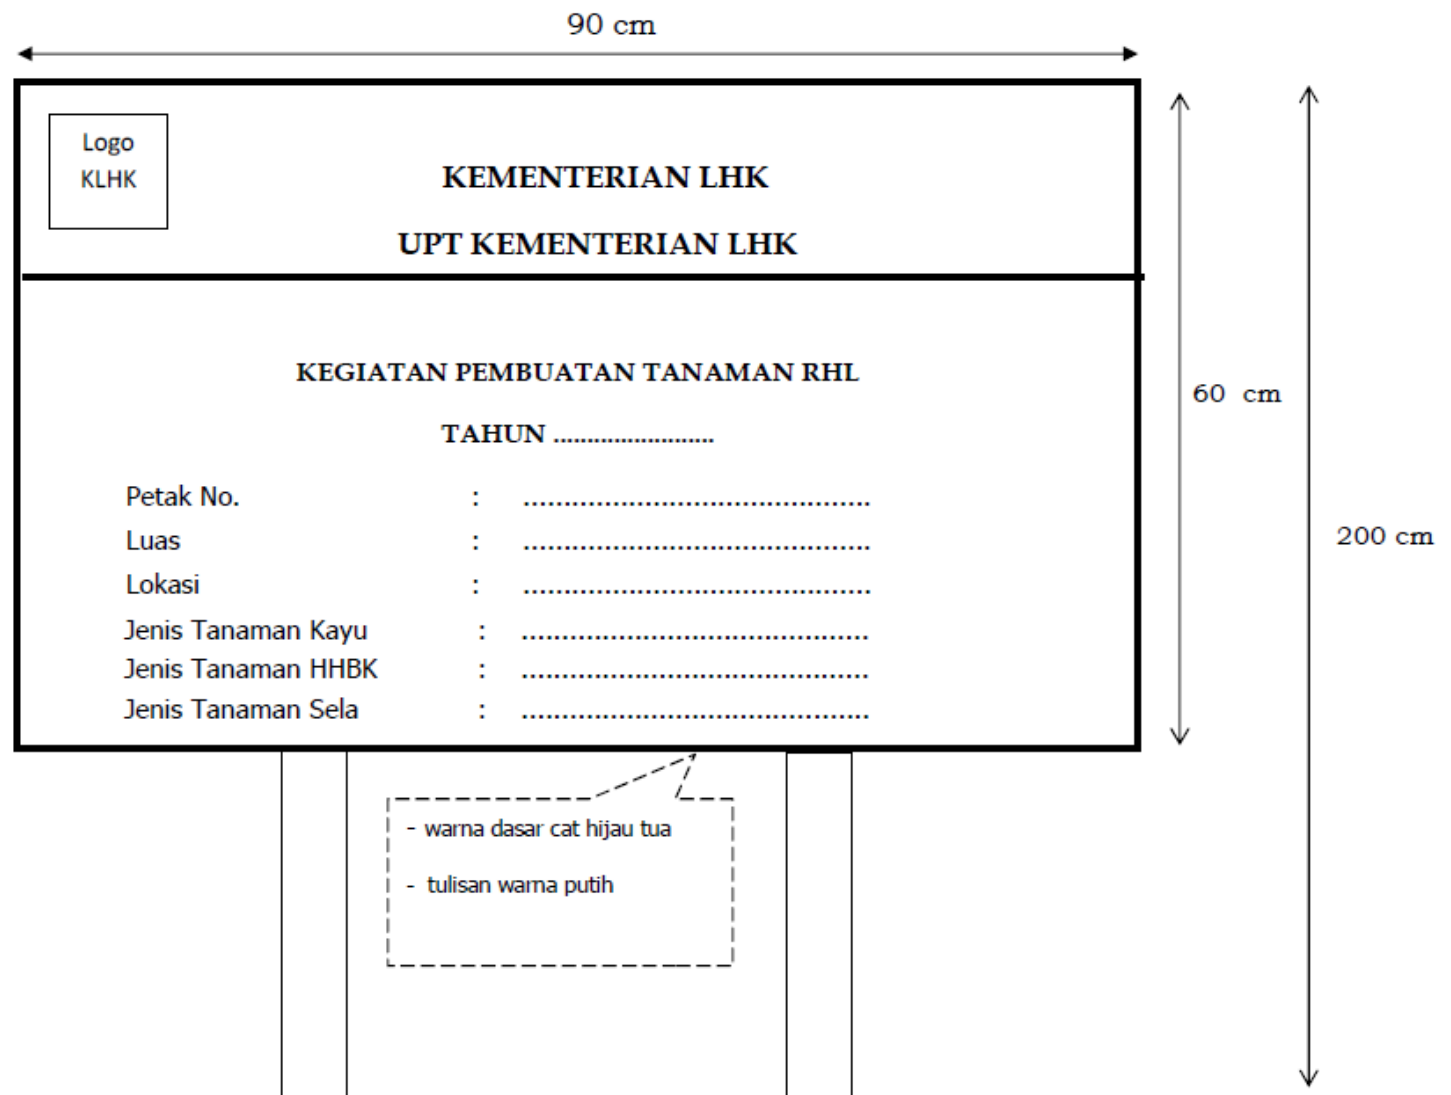 90 cm
Logo
KLHK
KEMENTERIAN LHK
UPT KEMENTERIAN LHK
KEGIATAN PEMBUATAN TANAMAN RHL
60 cm
TAHUN ........................
Petak No. : ...........................................
Luas : ...........................................
200 cm
Lokasi : ...........................................
Jenis Tanaman Kayu : ...........................................
Jenis Tanaman HHBK : ...........................................
Jenis Tanaman Sela : ...........................................
- warna dasar cat hijau tua
- tulisan warna putih